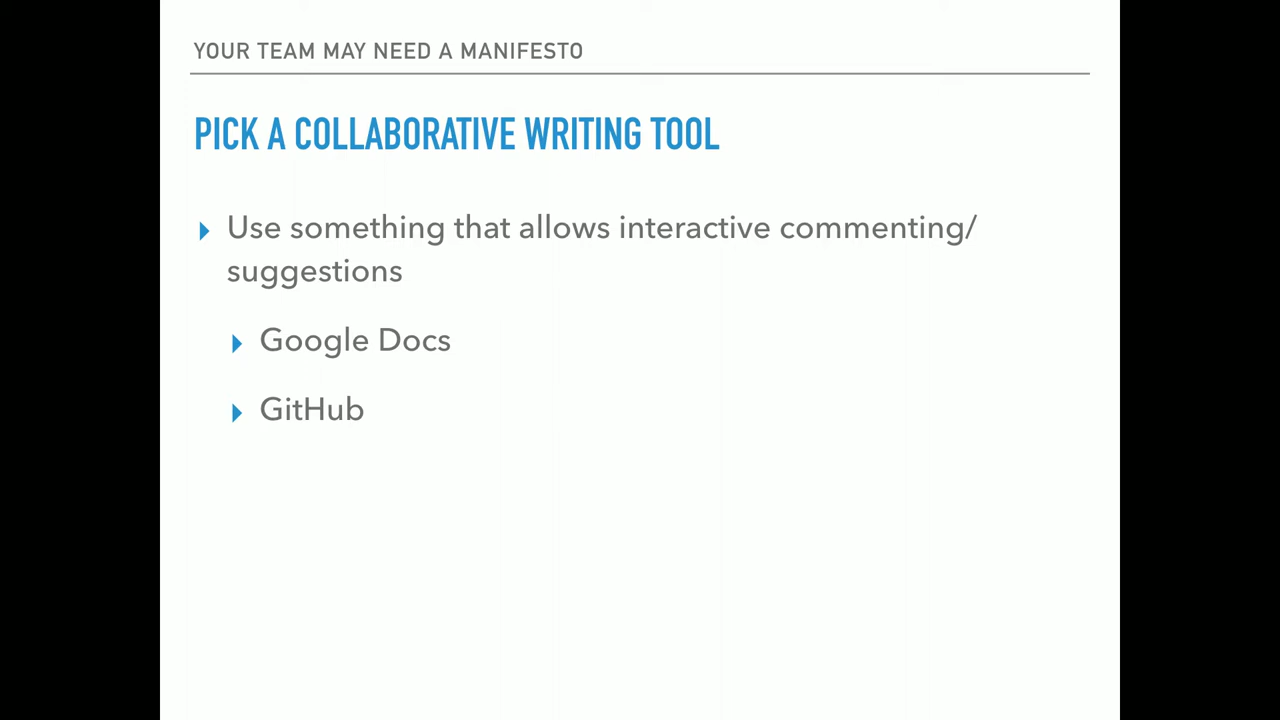 YOUR TEAM MAY NEED A MANIFESTO
PICK A COLLABORATIVE WRITING TOOL
Use something that allows interactive commenting/
suggestions
Google Docs
GitHub